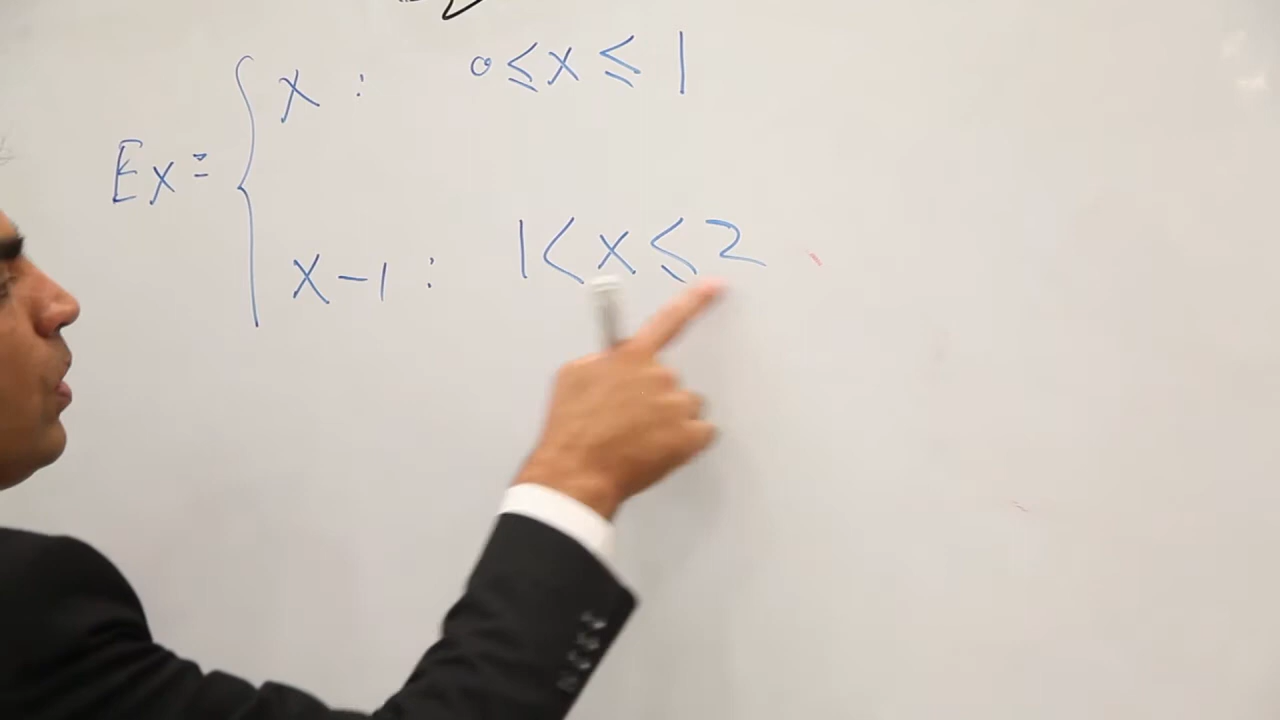 x : 0 ≤ x ≤ 1
Ex =
x - 1 : 1 < x ≤ 2